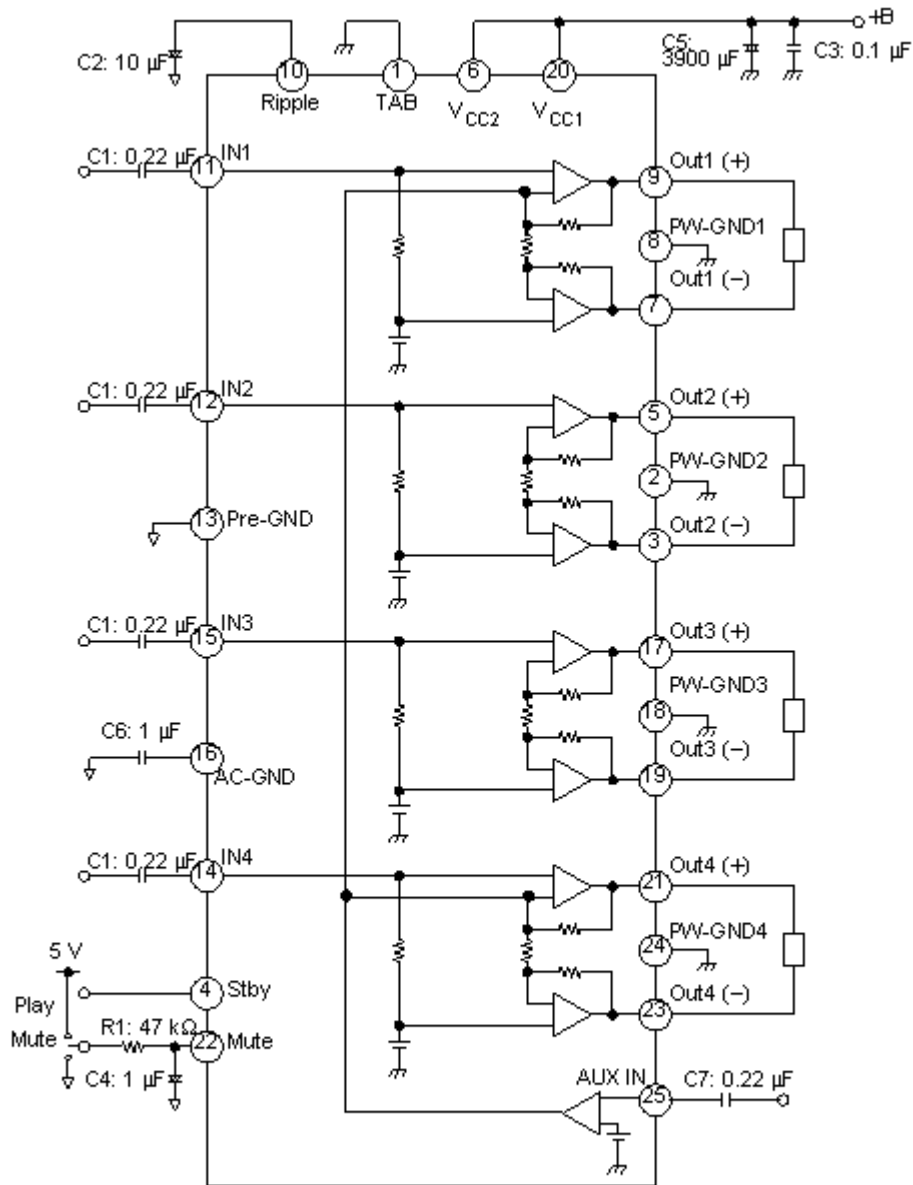 +B
C2: 10 µF
C5: 3900 µF
C3: 0.1 µF
10
1
6
20
Ripple
TAB
VCC2
VCC1
C1: 0.22 µF
11
IN1
9
Out1 (+)
8
PW-GND1
7
Out1 (−)
C1: 0.22 µF
12
IN2
5
Out2 (+)
2
PW-GND2
3
Out2 (−)
13
Pre-GND
C1: 0.22 µF
15
IN3
17
Out3 (+)
18
PW-GND3
19
Out3 (−)
C6: 1 µF
16
AC-GND
C1: 0.22 µF
14
IN4
21
Out4 (+)
24
PW-GND4
23
Out4 (−)
5 V
Play
Mute
4
Stby
R1: 47 kΩ
22
Mute
C4: 1 µF
AUX IN
25
C7: 0.22 µF